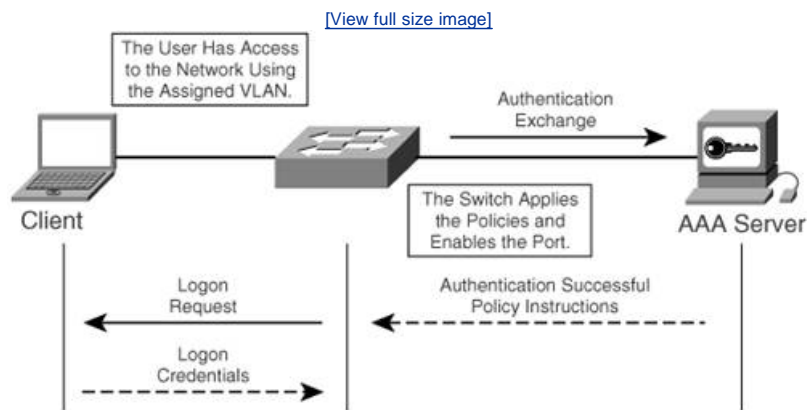 [View full size image]
The User Has Access
to the Network Using
the Assigned VLAN.
Authentication
Exchange
Client
The Switch Applies
the Policies and
Enables the Port.
AAA Server
Logon
Request
Authentication Successful
Policy Instructions
Logon
Credentials